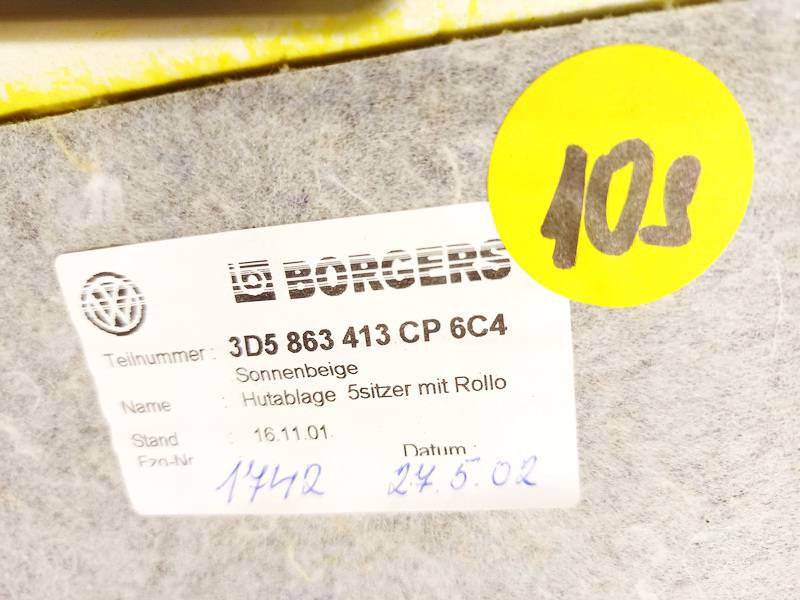 10s
VW
BORGERS
Teilnummer: 3D5 863 413 CP 6C4
Sonnenbeige
Name : Hutablage 5sitzer mit Rollo
Stand : 16.11.01
Fzg-Nr Datum :
1742 27.5.02